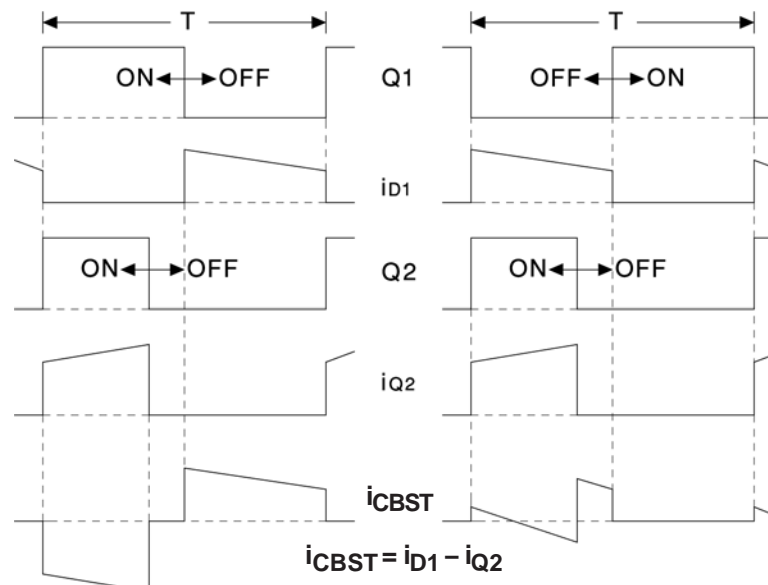 T T
ON OFF Q1 OFF ON
iD1
ON OFF Q2 ON OFF
iQ2
iCBST
iCBST = iD1 – iQ2